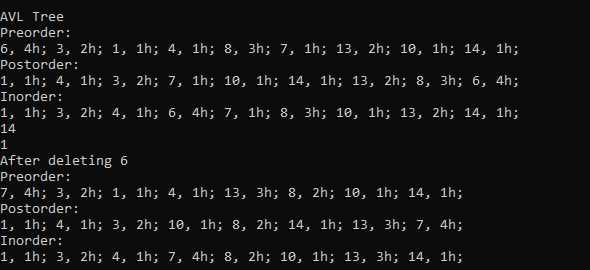 AVL Tree
Preorder:
6, 4h; 3, 2h; 1, 1h; 4, 1h; 8, 3h; 7, 1h; 13, 2h; 10, 1h; 14, 1h;
Postorder:
1, 1h; 4, 1h; 3, 2h; 7, 1h; 10, 1h; 14, 1h; 13, 2h; 8, 3h; 6, 4h;
Inorder:
1, 1h; 3, 2h; 4, 1h; 6, 4h; 7, 1h; 8, 3h; 10, 1h; 13, 2h; 14, 1h;
14
1
After deleting 6
Preorder:
7, 4h; 3, 2h; 1, 1h; 4, 1h; 13, 3h; 8, 2h; 10, 1h; 14, 1h;
Postorder:
1, 1h; 4, 1h; 3, 2h; 10, 1h; 8, 2h; 14, 1h; 13, 3h; 7, 4h;
Inorder:
1, 1h; 3, 2h; 4, 1h; 7, 4h; 8, 2h; 10, 1h; 13, 3h; 14, 1h;